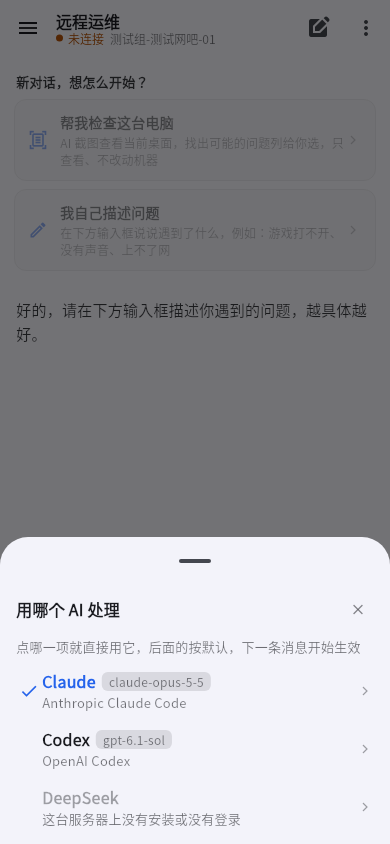 远程运维
未连接 测试组-测试网吧-01
新对话，想怎么开始？
帮我检查这台电脑
AI 截图查看当前桌面，找出可能的问题列给你选，只
查看、不改动机器
我自己描述问题
在下方输入框说说遇到了什么，例如：游戏打不开、
没有声音、上不了网
好的，请在下方输入框描述你遇到的问题，越具体越
好。
用哪个 AI 处理
点哪一项就直接用它，后面的按默认，下一条消息开始生效
Claude claude-opus-5-5
Anthropic Claude Code
Codex gpt-6.1-sol
OpenAI Codex
DeepSeek
这台服务器上没有安装或没有登录